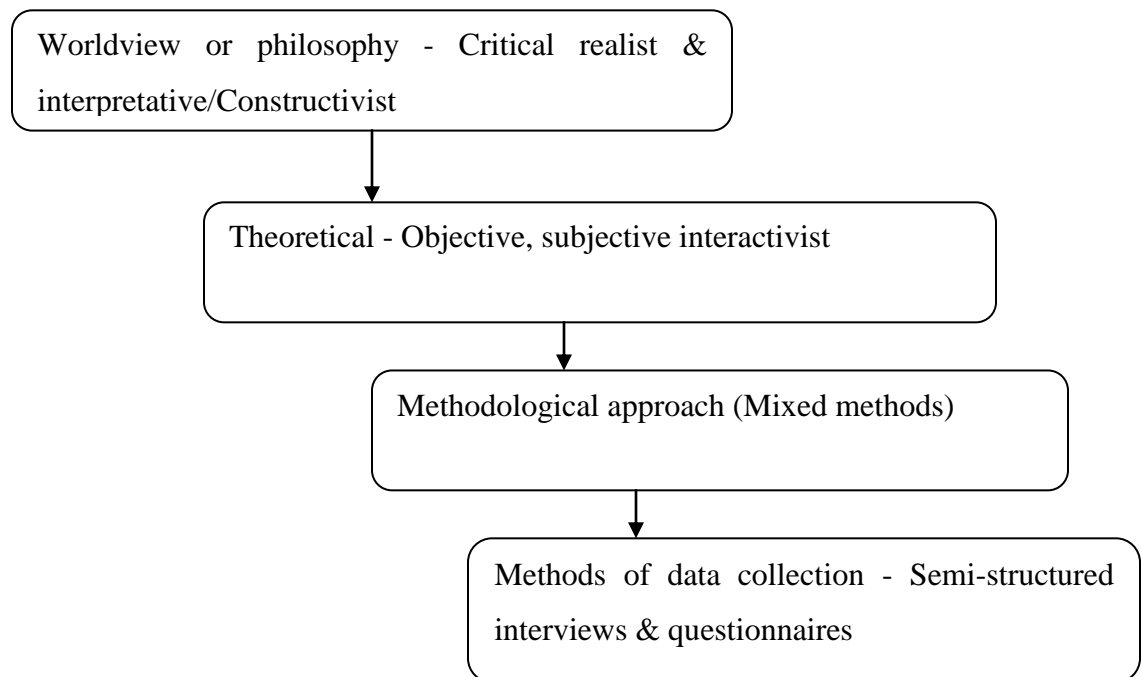 Worldview or philosophy - Critical realist &
interpretative/Constructivist
Theoretical - Objective, subjective interactivist
Methodological approach (Mixed methods)
Methods of data collection - Semi-structured
interviews & questionnaires